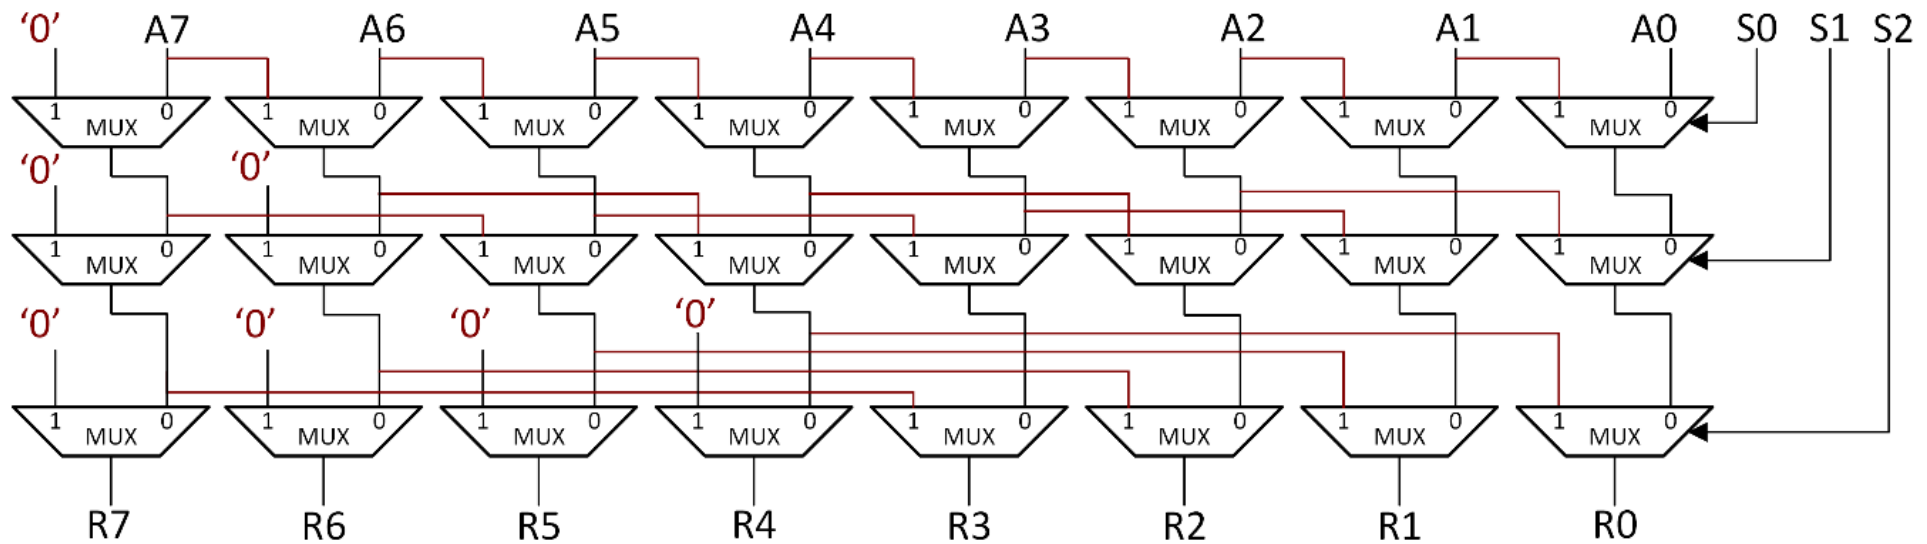 ‘0’ A7 A6 A5 A4 A3 A2 A1 A0 S0 S1 S2
1 0 1 0 1 0 1 0 1 0 1 0 1 0 1 0
MUX MUX MUX MUX MUX MUX MUX MUX
‘0’ ‘0’
1 0 1 0 1 0 1 0 1 0 1 0 1 0 1 0
MUX MUX MUX MUX MUX MUX MUX MUX
‘0’ ‘0’ ‘0’ ‘0’
1 0 1 0 1 0 1 0 1 0 1 0 1 0 1 0
MUX MUX MUX MUX MUX MUX MUX MUX
R7 R6 R5 R4 R3 R2 R1 R0